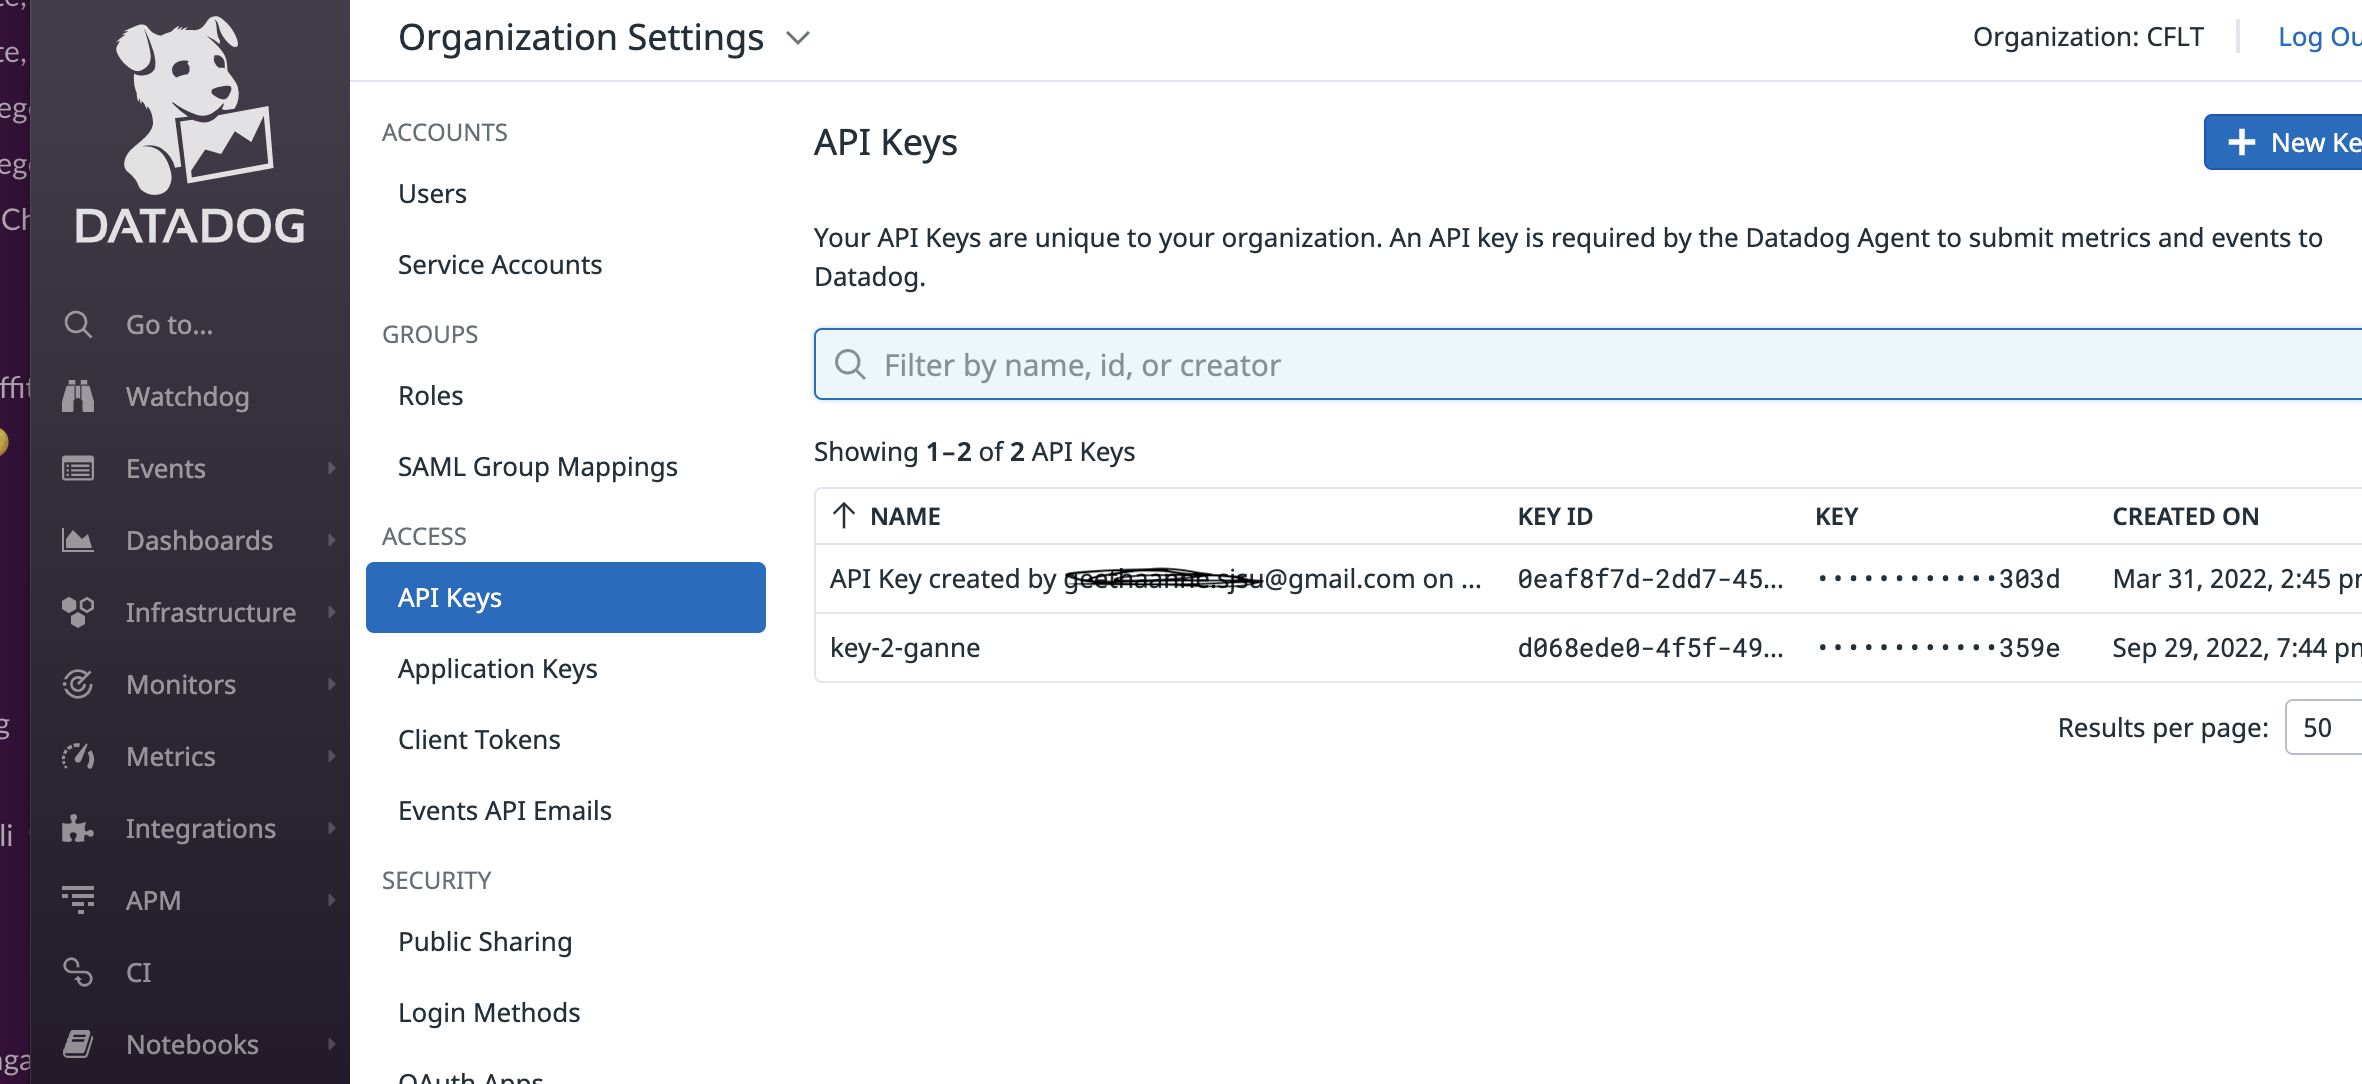 DATADOG
Go to...
Watchdog
Events
Dashboards
Infrastructure
Monitors
Metrics
Integrations
APM
CI
Notebooks
Organization Settings
Organization: CFLT
Log Ou
ACCOUNTS
Users
Service Accounts
GROUPS
Roles
SAML Group Mappings
ACCESS
API Keys
Application Keys
Client Tokens
Events API Emails
SECURITY
Public Sharing
Login Methods
OAuth Apps
API Keys
New Ke
Your API Keys are unique to your organization. An API key is required by the Datadog Agent to submit metrics and events to
Datadog.
Filter by name, id, or creator
Showing 1–2 of 2 API Keys
NAME KEY ID KEY CREATED ON
API Key created by @gmail.com on ... 0eaf8f7d-2dd7-45... ············303d Mar 31, 2022, 2:45 pm
key-2-ganne d068ede0-4f5f-49... ············359e Sep 29, 2022, 7:44 pm
Results per page: 50